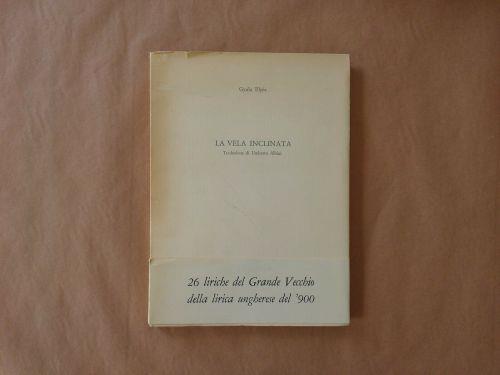 Gyula Illyés
LA VELA INCLINATA
Traduzione di Umberto Albini
26 liriche del Grande Vecchio
della lirica ungherese del '900